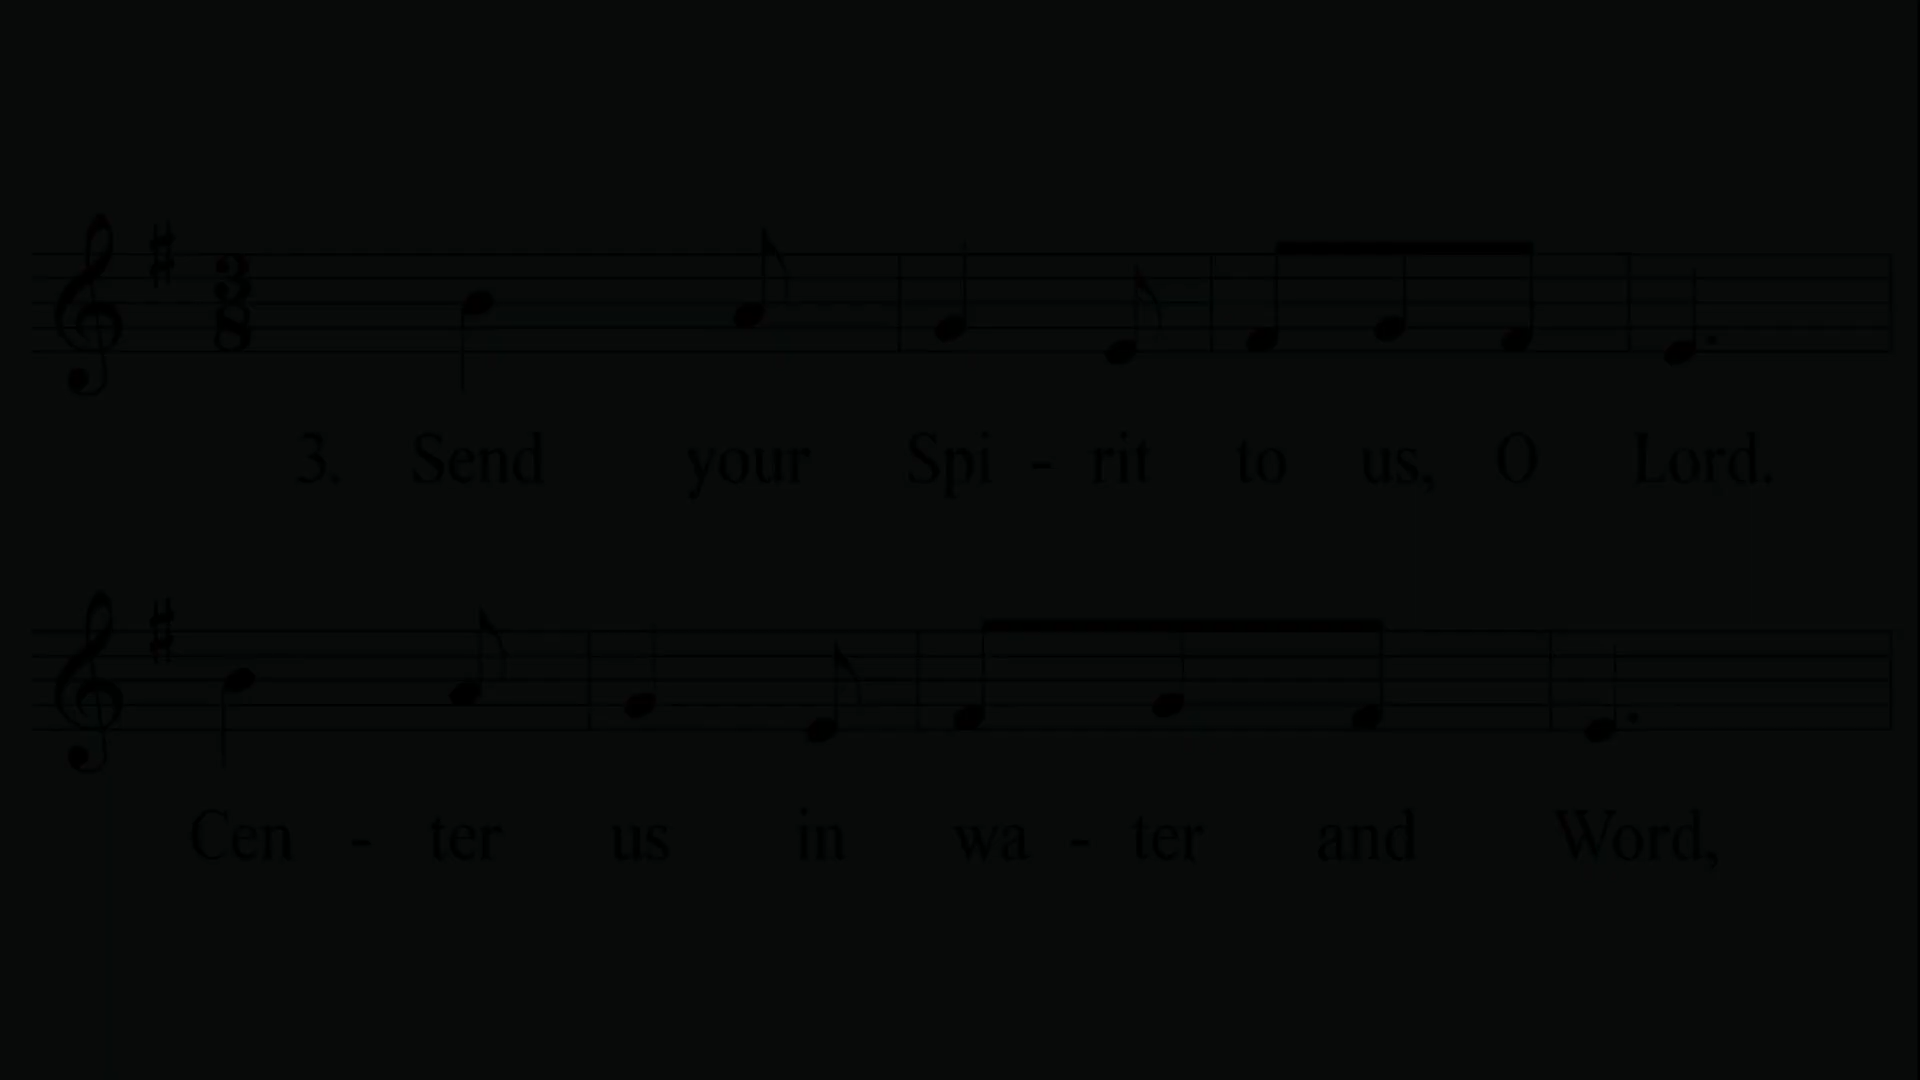 3. Send your Spi - rit to us, O Lord.
Cen - ter us in wa - ter and Word,